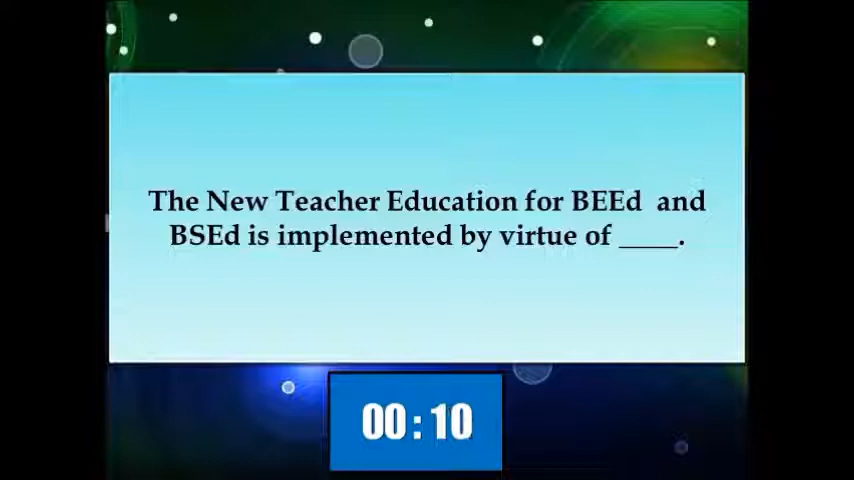 The New Teacher Education for BEEd and
BSEd is implemented by virtue of ____.
00:10